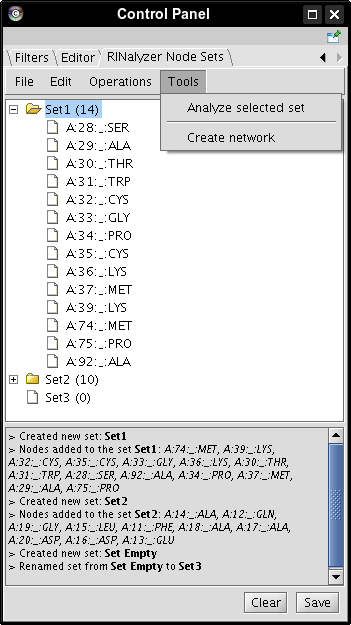 Control Panel
Filters Editor RINalyzer Node Sets
File Edit Operations Tools
Analyze selected set
Create network
Set1 (14)
A:28:_:SER
A:29:_:ALA
A:30:_:THR
A:31:_:TRP
A:32:_:CYS
A:33:_:GLY
A:34:_:PRO
A:35:_:CYS
A:36:_:LYS
A:37:_:MET
A:39:_:LYS
A:74:_:MET
A:75:_:PRO
A:92:_:ALA
Set2 (10)
Set3 (0)
> Created new set: Set1
> Nodes added to the set Set1: A:74:_:MET, A:39:_:LYS,
A:32:_:CYS, A:35:_:CYS, A:33:_:GLY, A:36:_:LYS, A:30:_:THR,
A:31:_:TRP, A:28:_:SER, A:92:_:ALA, A:34:_:PRO, A:37:_:MET,
A:29:_:ALA, A:75:_:PRO
> Created new set: Set2
> Nodes added to the set Set2: A:14:_:ALA, A:12:_:GLN,
A:19:_:GLY, A:15:_:LEU, A:11:_:PHE, A:18:_:ALA, A:17:_:ALA,
A:20:_:ASP, A:16:_:ASP, A:13:_:GLU
> Created new set: Set Empty
> Renamed set from Set Empty to Set3
Clear Save